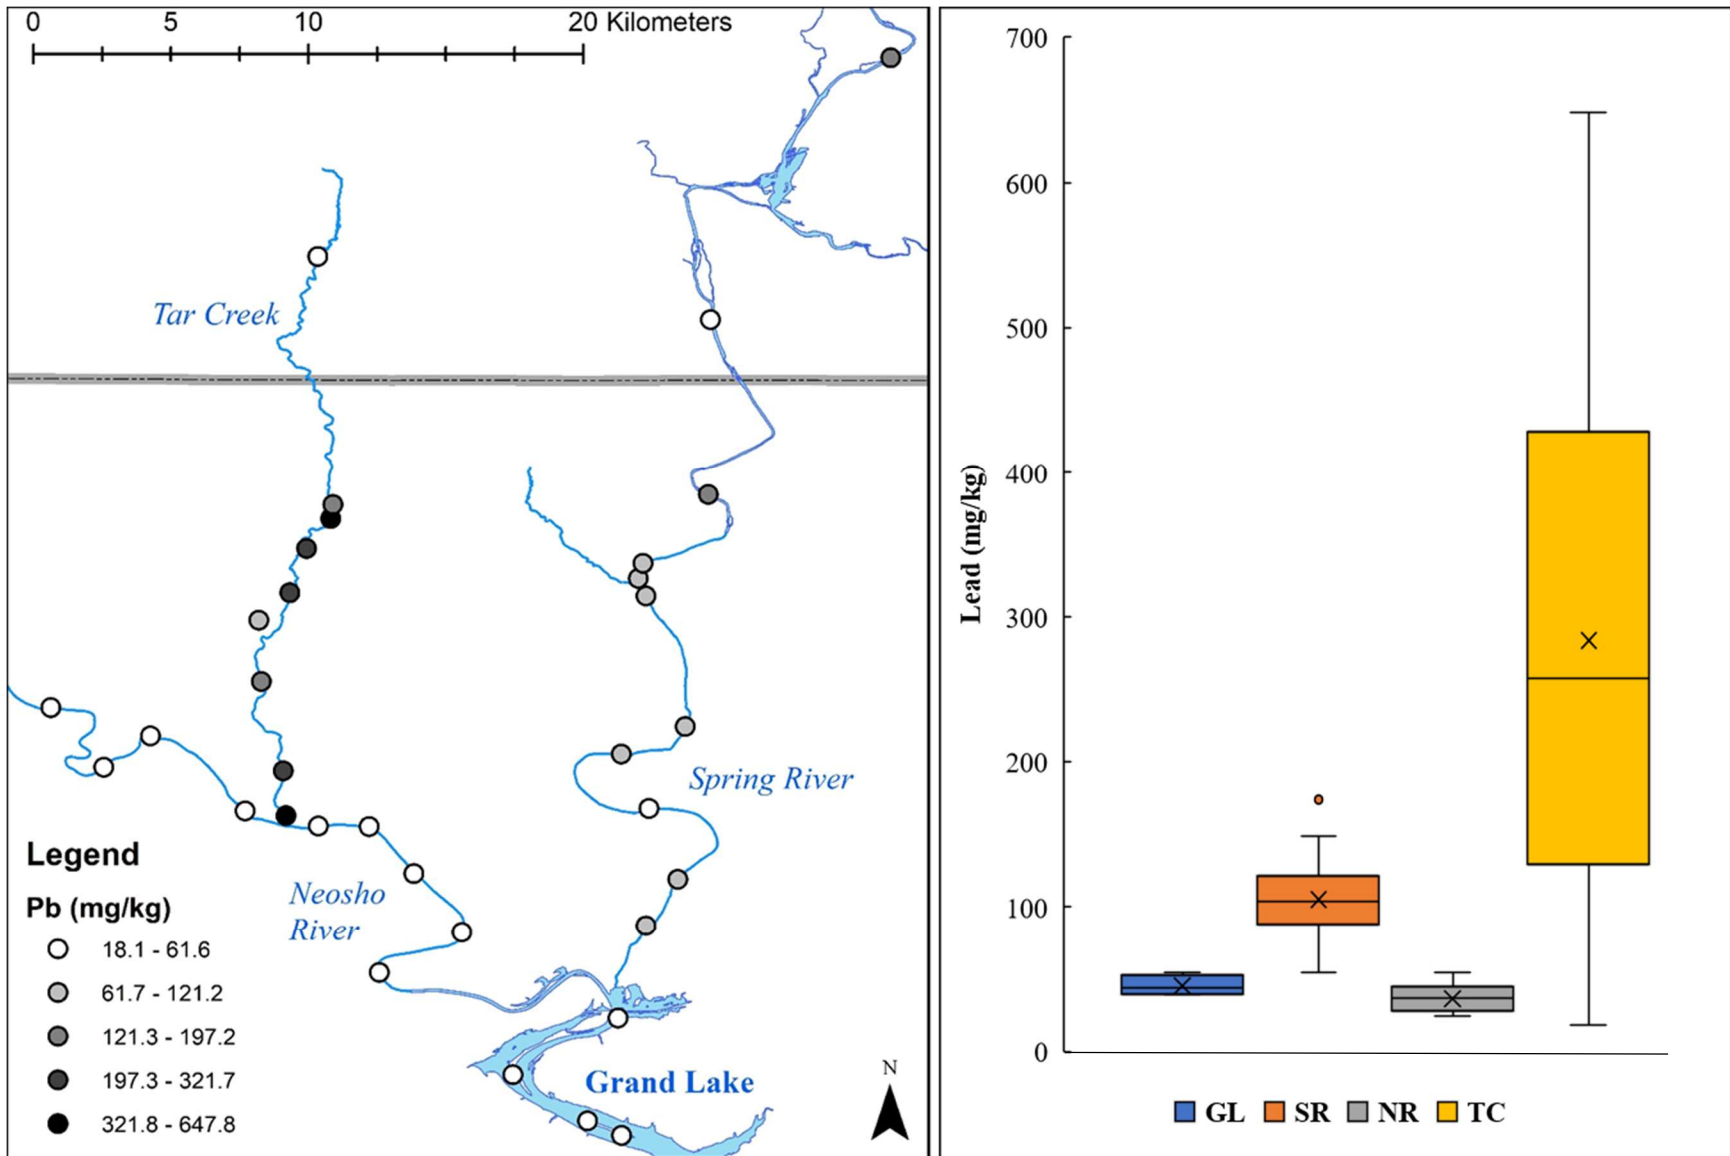 0 5 10 20 Kilometers
Tar Creek
Spring River
Neosho
River
Grand Lake
N
Legend
Pb (mg/kg)
18.1 - 61.6
61.7 - 121.2
121.3 - 197.2
197.3 - 321.7
321.8 - 647.8
Lead (mg/kg)
700
600
500
400
300
200
100
0
GL SR NR TC